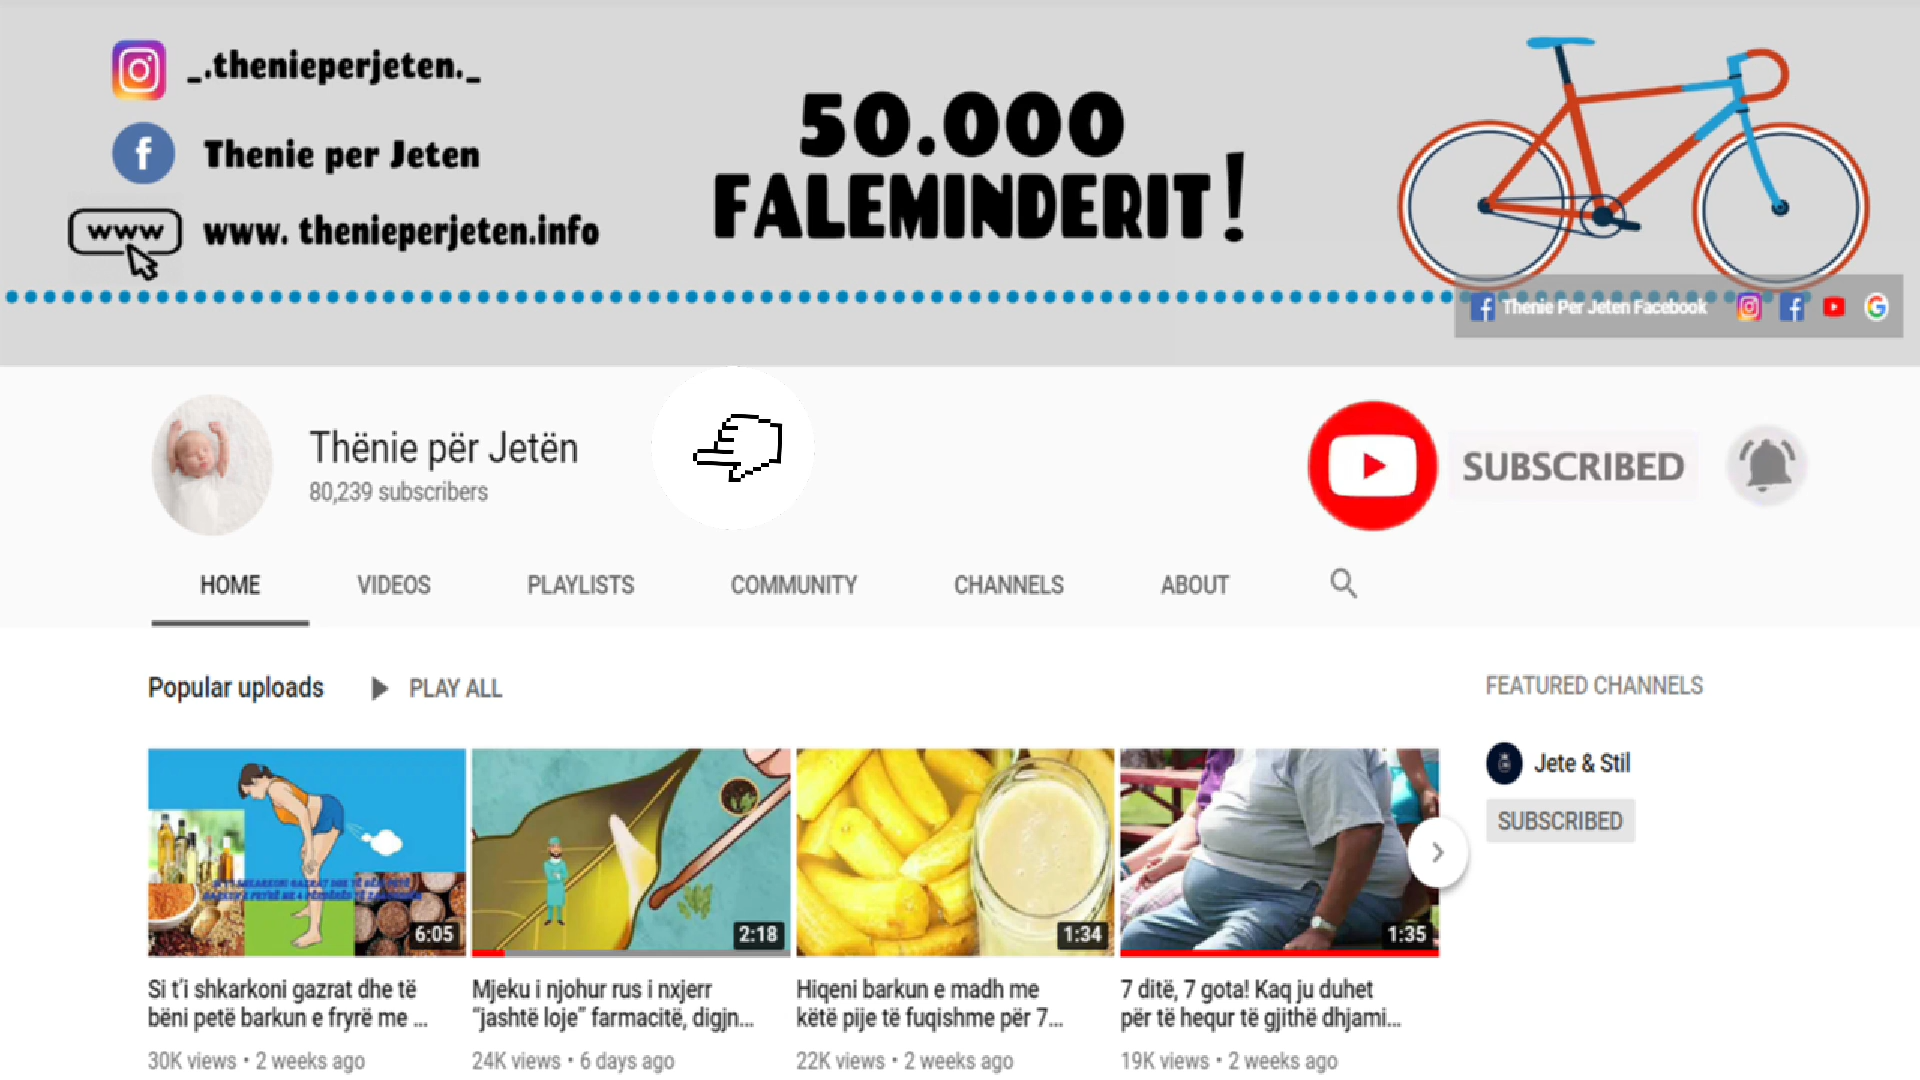 _.thenieperjeten._
Thenie per Jeten
www
www. thenieperjeten.info
50.000
FALEMINDERIT!
Thenie Per Jeten Facebook
Thënie për Jetën
80,239 subscribers
SUBSCRIBED
HOME
VIDEOS
PLAYLISTS
COMMUNITY
CHANNELS
ABOUT
Popular uploads
PLAY ALL
FEATURED CHANNELS
Jete & Stil
SUBSCRIBED
6:05
Si t'i shkarkoni gazrat dhe të
bëni petë barkun e fryrë me ...
30K views • 2 weeks ago
2:18
Mjeku i njohur rus i nxjerr
“jashtë loje” farmacitë, digjn...
24K views • 6 days ago
1:34
Hiqeni barkun e madh me
këtë pije të fuqishme për 7...
22K views • 2 weeks ago
1:35
7 ditë, 7 gota! Kaq ju duhet
për të hequr të gjithë dhjami...
19K views • 2 weeks ago